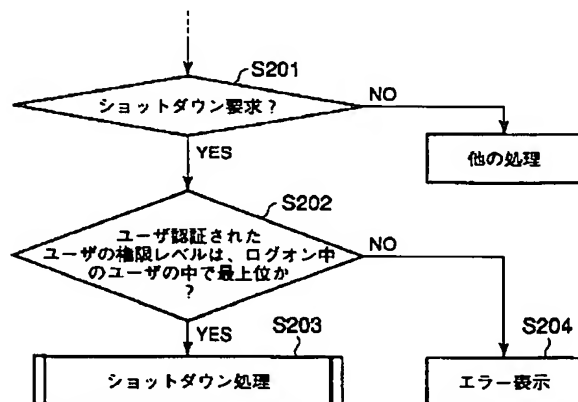 S201
ショットダウン要求？
NO
YES
他の処理
S202
ユーザ認証された
ユーザの権限レベルは、ログオン中
のユーザの中で最上位か
？
NO
YES
S203
S204
ショットダウン処理
エラー表示